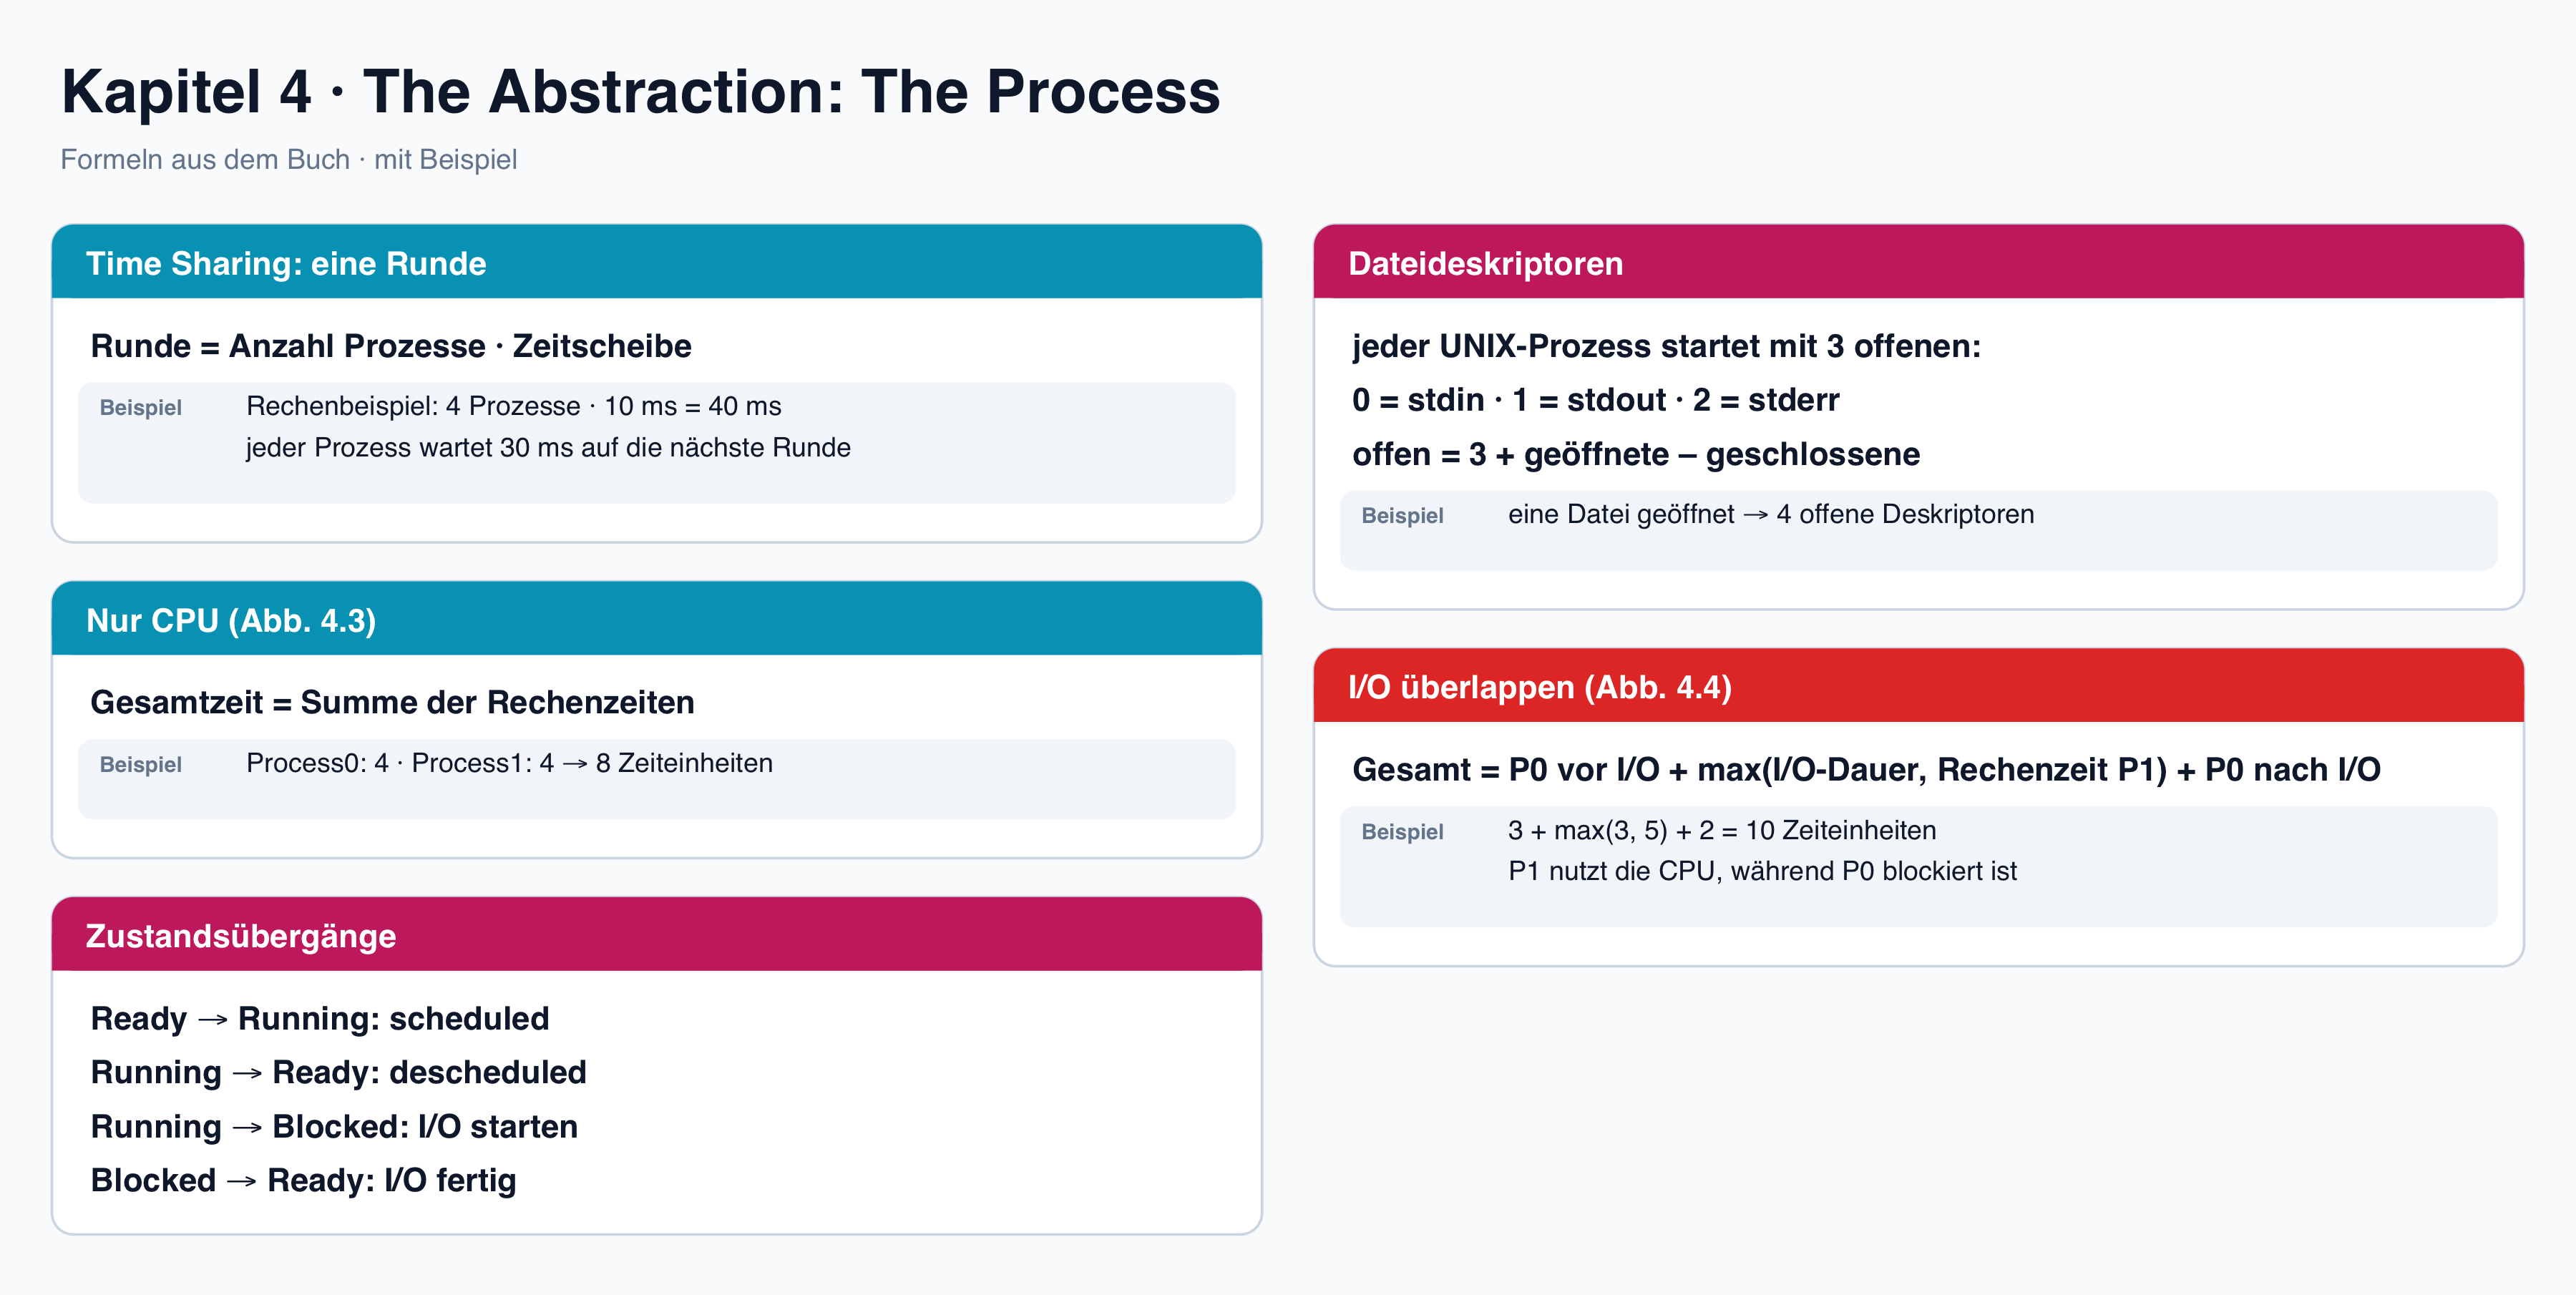 Kapitel 4 · The Abstraction: The Process
Formeln aus dem Buch · mit Beispiel
Time Sharing: eine Runde
Runde = Anzahl Prozesse · Zeitscheibe
Beispiel Rechenbeispiel: 4 Prozesse · 10 ms = 40 ms
jeder Prozess wartet 30 ms auf die nächste Runde
Nur CPU (Abb. 4.3)
Gesamtzeit = Summe der Rechenzeiten
Beispiel Process0: 4 · Process1: 4 → 8 Zeiteinheiten
Zustandsübergänge
Ready → Running: scheduled
Running → Ready: descheduled
Running → Blocked: I/O starten
Blocked → Ready: I/O fertig
Dateideskriptoren
jeder UNIX-Prozess startet mit 3 offenen:
0 = stdin · 1 = stdout · 2 = stderr
offen = 3 + geöffnete – geschlossene
Beispiel eine Datei geöffnet → 4 offene Deskriptoren
I/O überlappen (Abb. 4.4)
Gesamt = P0 vor I/O + max(I/O-Dauer, Rechenzeit P1) + P0 nach I/O
Beispiel 3 + max(3, 5) + 2 = 10 Zeiteinheiten
P1 nutzt die CPU, während P0 blockiert ist